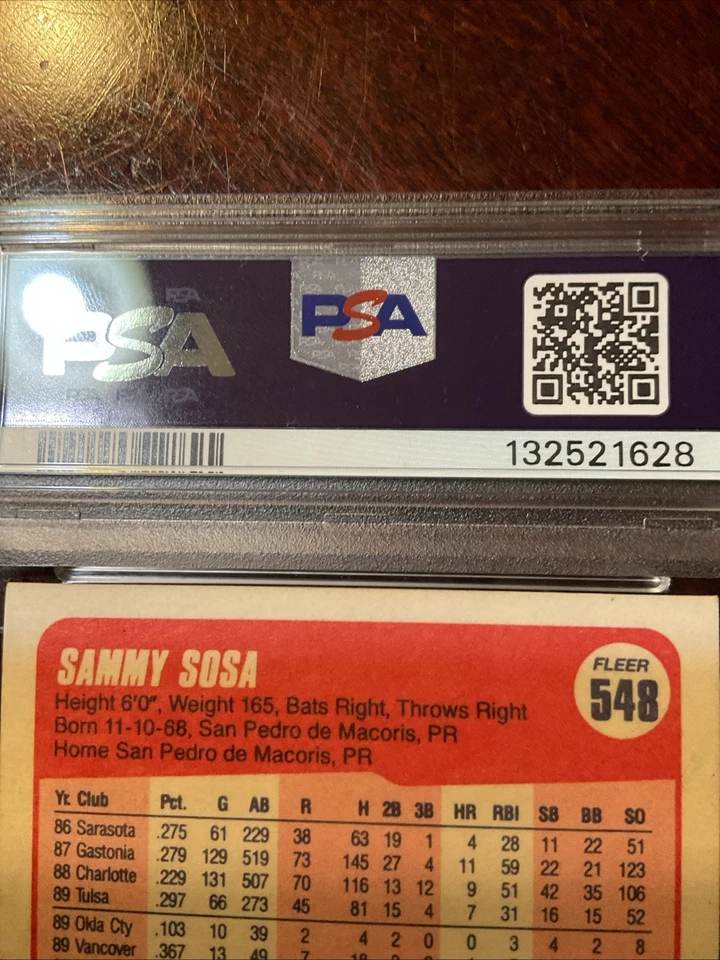 PSA
PSA
132521628
SAMMY SOSA
FLEER
548
Height 6'0", Weight 165, Bats Right, Throws Right
Born 11-10-68, San Pedro de Macoris, PR
Home San Pedro de Macoris, PR
Yr. Club Pct. G AB R H 2B 3B HR RBI SB BB SO
86 Sarasota .275 61 229 38 63 19 1 4 28 11 22 51
87 Gastonia .279 129 519 73 145 27 4 11 59 22 21 123
88 Charlotte .229 131 507 70 116 13 12 9 51 42 35 106
89 Tulsa .297 66 273 45 81 15 4 7 31 16 15 52
89 Okla Cty .103 10 39 2 4 2 0 0 3 4 2 8
89 Vancover .367 13 49